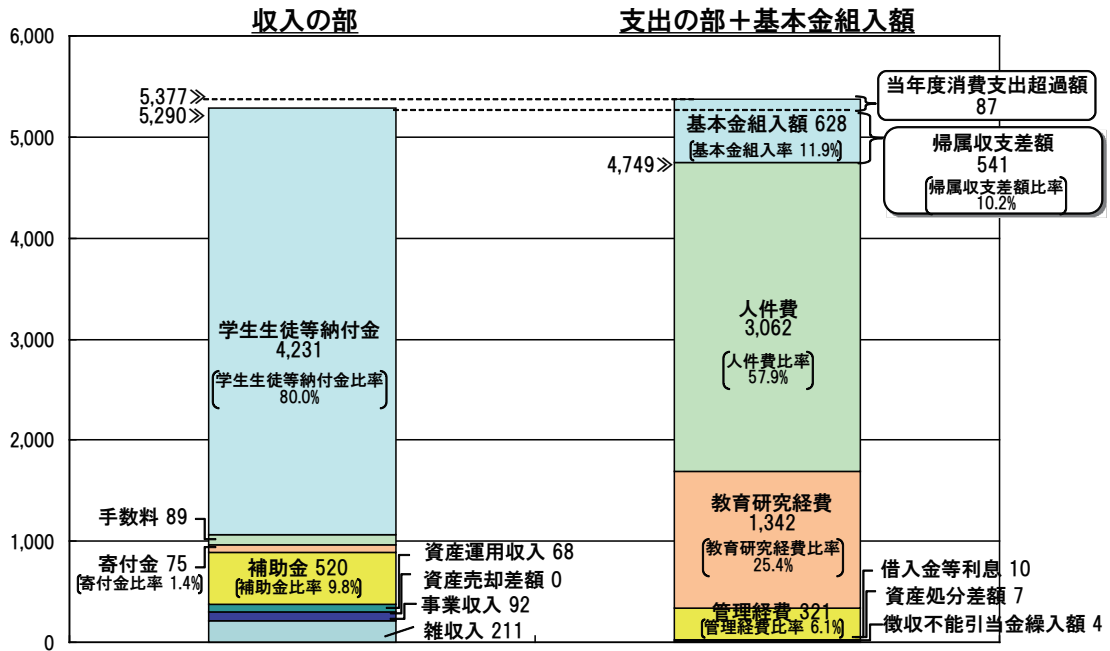 収入の部
支出の部＋基本金組入額
6,000
5,000
4,000
3,000
2,000
1,000
0
5,377≫
5,290≫
学生生徒等納付金
4,231
[学生生徒等納付金比率
80.0%]
手数料 89
寄付金 75
[寄付金比率 1.4%]
補助金 520
[補助金比率 9.8%]
資産運用収入 68
資産売却差額 0
事業収入 92
雑収入 211
当年度消費支出超過額
87
基本金組入額 628
[基本金組入率 11.9%]
4,749≫
帰属収支差額
541
[帰属収支差額比率
10.2%]
人件費
3,062
[人件費比率
57.9%]
教育研究経費
1,342
[教育研究経費比率
25.4%]
管理経費 321
[管理経費比率 6.1%]
借入金等利息 10
資産処分差額 7
徴収不能引当金繰入額 4